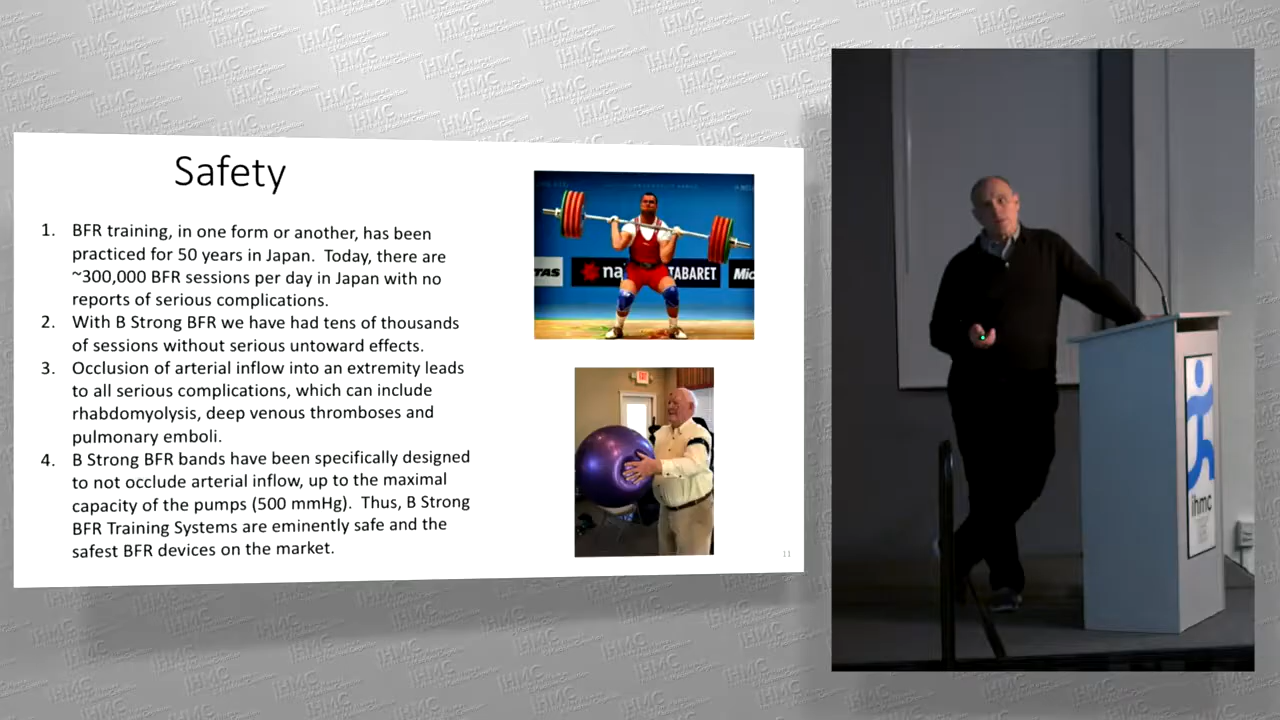 Safety
1. BFR training, in one form or another, has been
practiced for 50 years in Japan. Today, there are
~300,000 BFR sessions per day in Japan with no
reports of serious complications.
2. With B Strong BFR we have had tens of thousands
of sessions without serious untoward effects.
3. Occlusion of arterial inflow into an extremity leads
to all serious complications, which can include
rhabdomyolysis, deep venous thromboses and
pulmonary emboli.
4. B Strong BFR bands have been specifically designed
to not occlude arterial inflow, up to the maximal
capacity of the pumps (500 mmHg). Thus, B Strong
BFR Training Systems are eminently safe and the
safest BFR devices on the market.
TAS
na
TABARET
Mic
EXIT
11
ihmc
IHMC